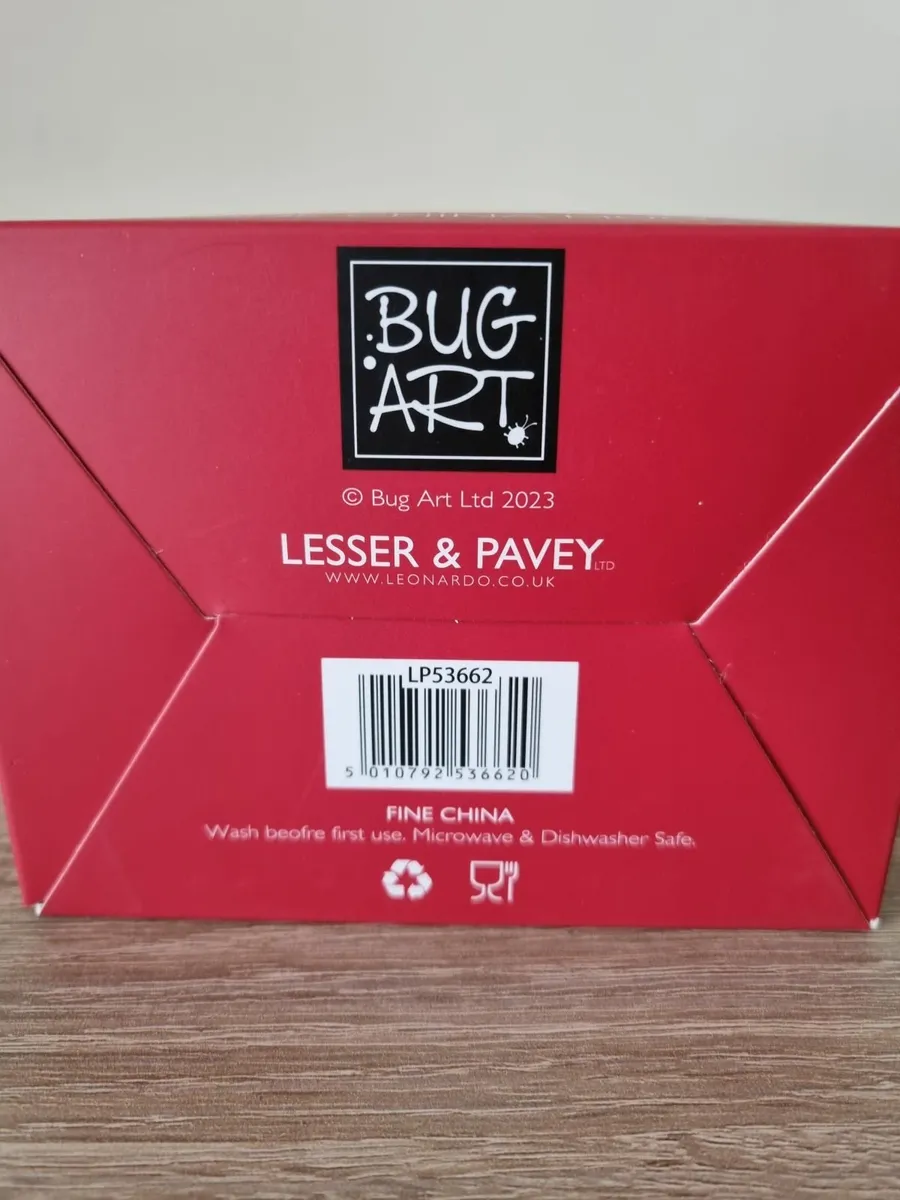 BUG
ART
© Bug Art Ltd 2023
LESSER & PAVEY LTD
WWW.LEONARDO.CO.UK
LP53662
5 010792 536620
FINE CHINA
Wash beofre first use. Microwave & Dishwasher Safe.